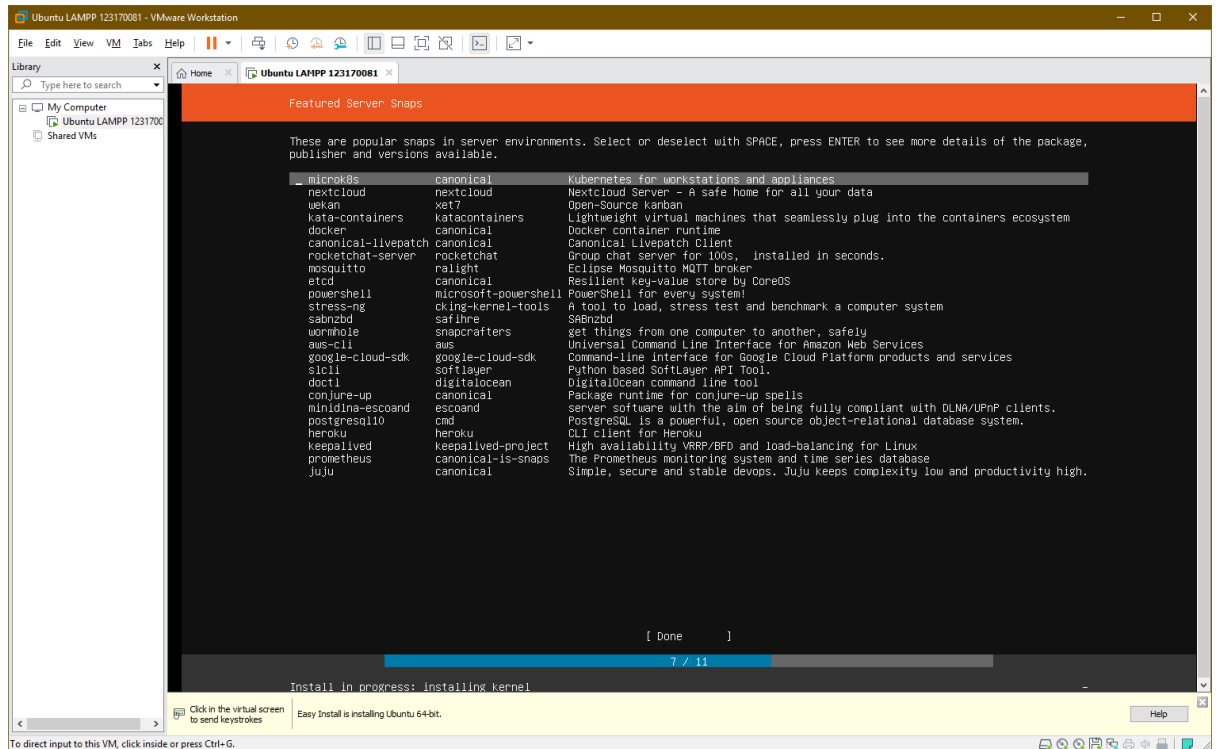 Ubuntu LAMPP 123170081 - VMware Workstation
File Edit View VM Tabs Help
Library
Type here to search
My Computer
Ubuntu LAMPP 1231700
Shared VMs
Home
Ubuntu LAMPP 123170081
Featured Server Snaps
These are popular snaps in server environments. Select or deselect with SPACE, press ENTER to see more details of the package,
publisher and versions available.
microk8s canonical Kubernetes for workstations and appliances
nextcloud nextcloud Nextcloud Server - A safe home for all your data
wekan xet7 Open-Source kanban
kata-containers katacontainers Lightweight virtual machines that seamlessly plug into the containers ecosystem
docker canonical Docker container runtime
canonical-livepatch canonical Canonical Livepatch Client
rocketchat-server rocketchat Group chat server for 100s, installed in seconds.
mosquitto ralight Eclipse Mosquitto MQTT broker
etcd canonical Resilient key-value store by CoreOS
powershell microsoft-powershell PowerShell for every system!
stress-ng cking-kernel-tools A tool to load, stress test and benchmark a computer system
sabnzbd safihre SABnzbd
wormhole snapcrafters get things from one computer to another, safely
aws-cli aws Universal Command Line Interface for Amazon Web Services
google-cloud-sdk google-cloud-sdk Command-line interface for Google Cloud Platform products and services
slcli softlayer Python based SoftLayer API Tool.
doctl digitalocean DigitalOcean command line tool
conjure-up canonical Package runtime for conjure-up spells
minidlna-escoand escoand server software with the aim of being fully compliant with DLNA/UPnP clients.
postgresql10 cmd PostgreSQL is a powerful, open source object-relational database system.
heroku heroku CLI client for Heroku
keepalived keepalived-project High availability VRRP/BFD and load-balancing for Linux
prometheus canonical-is-snaps The Prometheus monitoring system and time series database
juju canonical Simple, secure and stable devops. Juju keeps complexity low and productivity high.
[ Done ]
7 / 11
Install in progress: installing kernel
Click in the virtual screen
to send keystrokes
Easy Install is installing Ubuntu 64-bit.
Help
To direct input to this VM, click inside or press Ctrl+G.